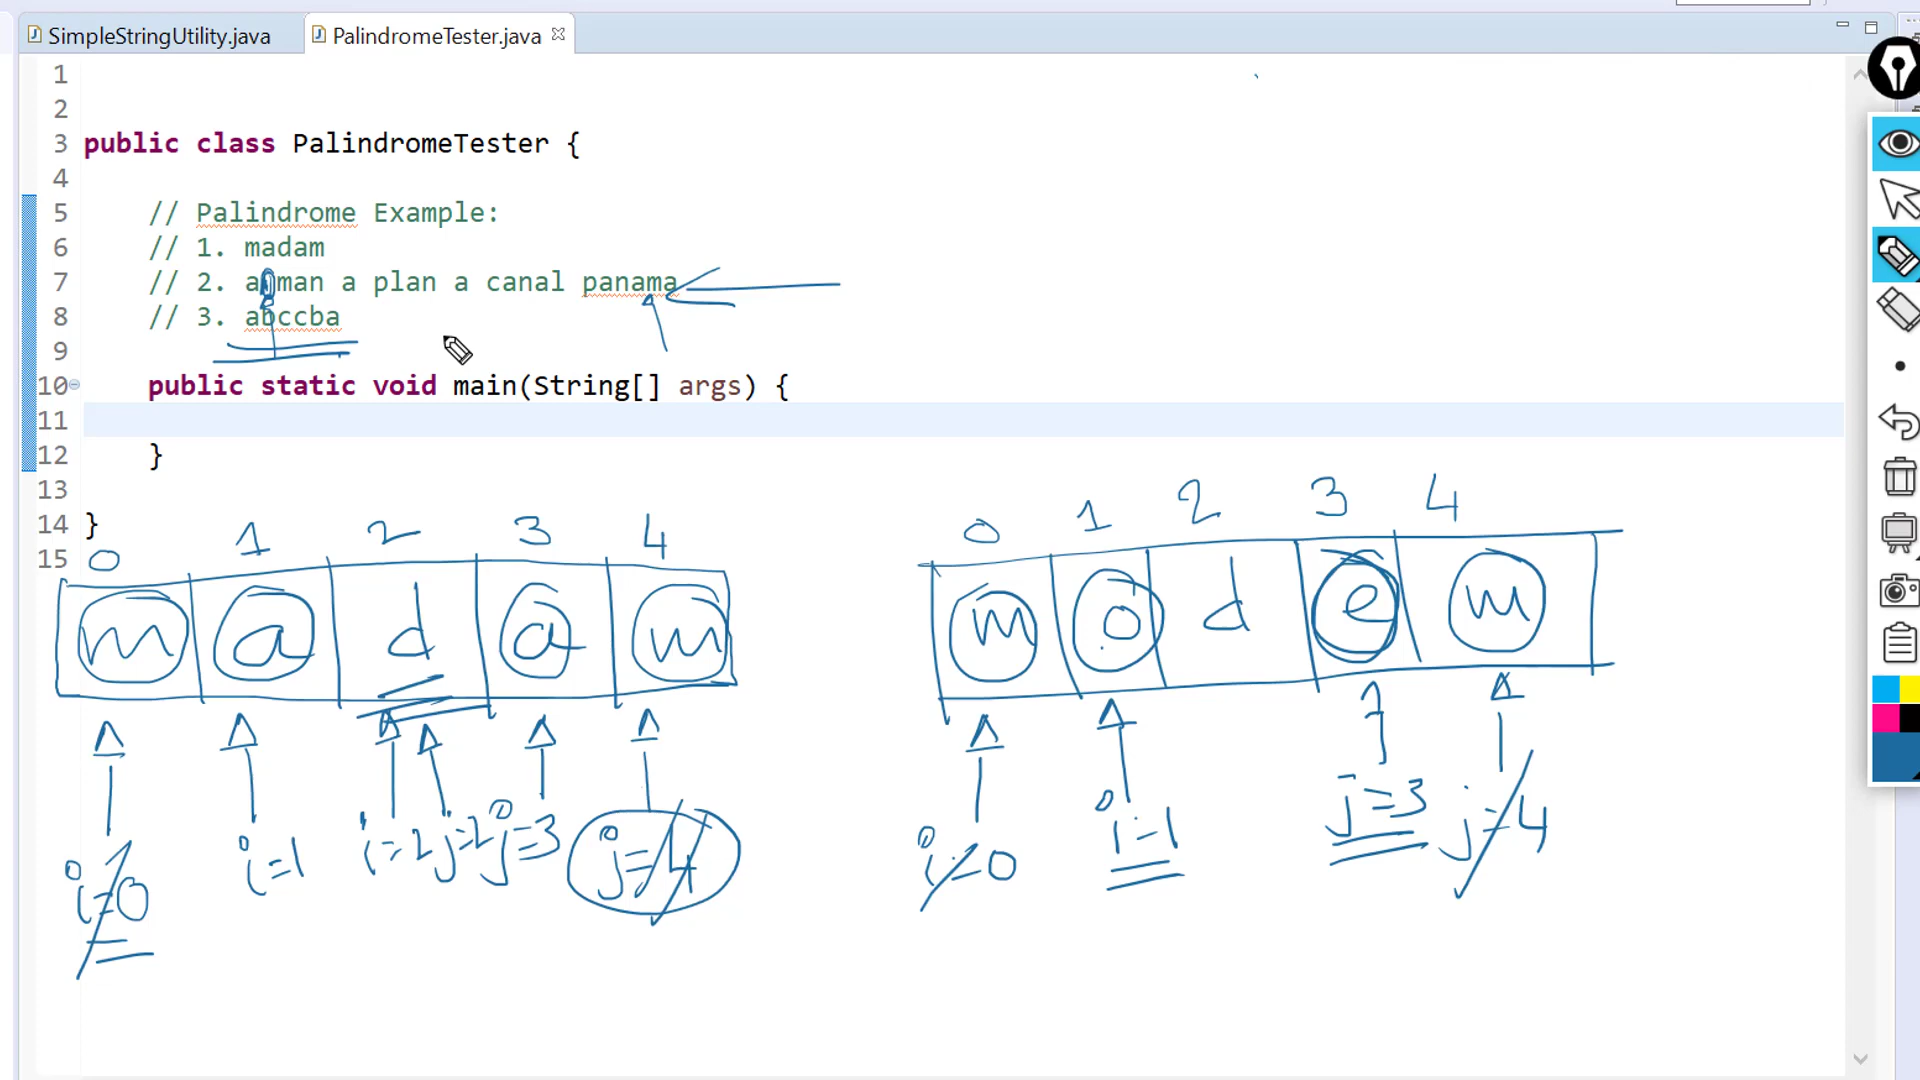 SimpleStringUtility.java PalindromeTester.java
1
2
3 public class PalindromeTester {
4
5 // Palindrome Example:
6 // 1. madam
7 // 2. a man a plan a canal panama
8 // 3. abccba
9
10 public static void main(String[] args) {
11
12 }
13
14 }
15
0 1 2 3 4
m a d a m
i=0 i=1 i=2 j=2 j=3 j=4
0 1 2 3 4
m o d e m
i=0 i=1 j=3 j=4